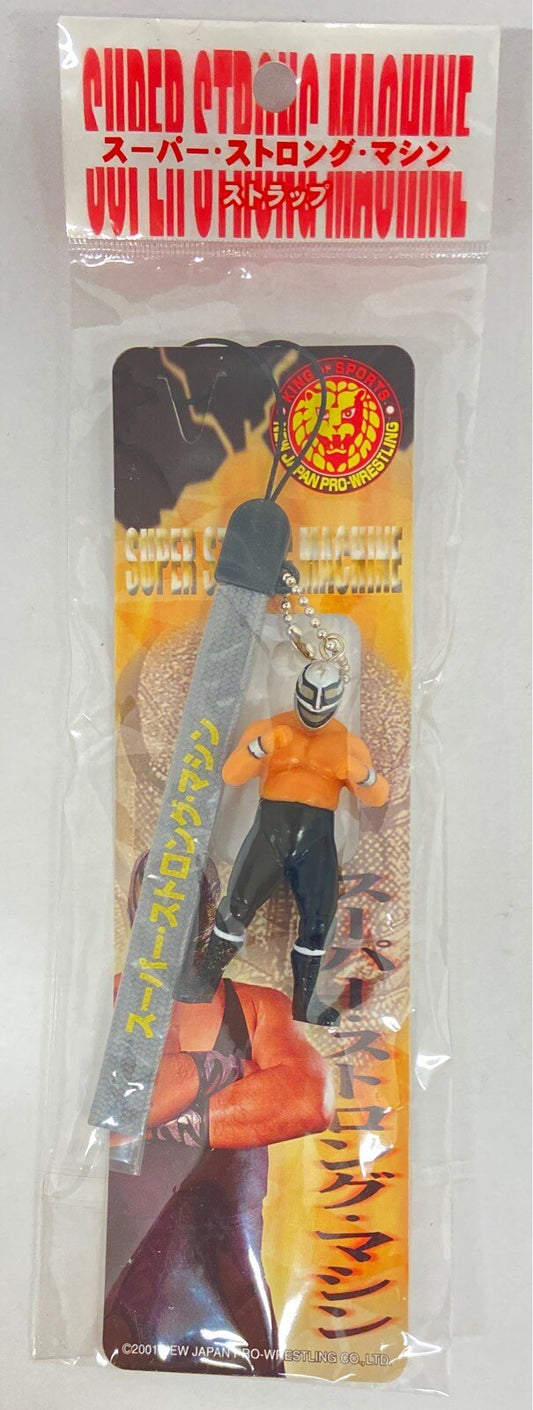 SUPER STRONG MACHINE
スーパー・ストロング・マシン
ストラップ
KING OF SPORTS
NEW JAPAN PRO-WRESTLING
SUPER STRONG MACHINE
スーパー・ストロング・マシン
スーパー・ストロング・マシン
©2001 NEW JAPAN PRO-WRESTLING CO.,LTD.